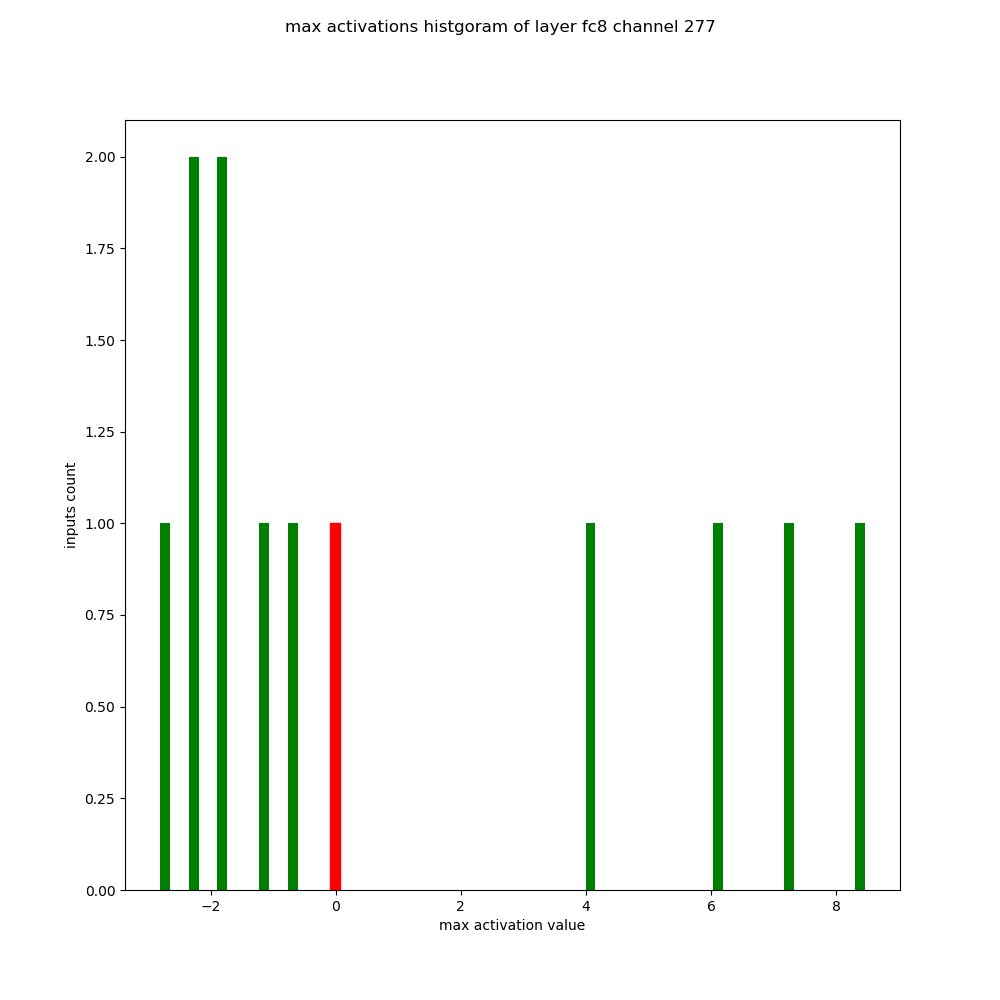 max activations histgoram of layer fc8 channel 277
2.00
1.75
1.50
1.25
1.00
0.75
0.50
0.25
0.00
inputs count
−2 0 2 4 6 8
max activation value